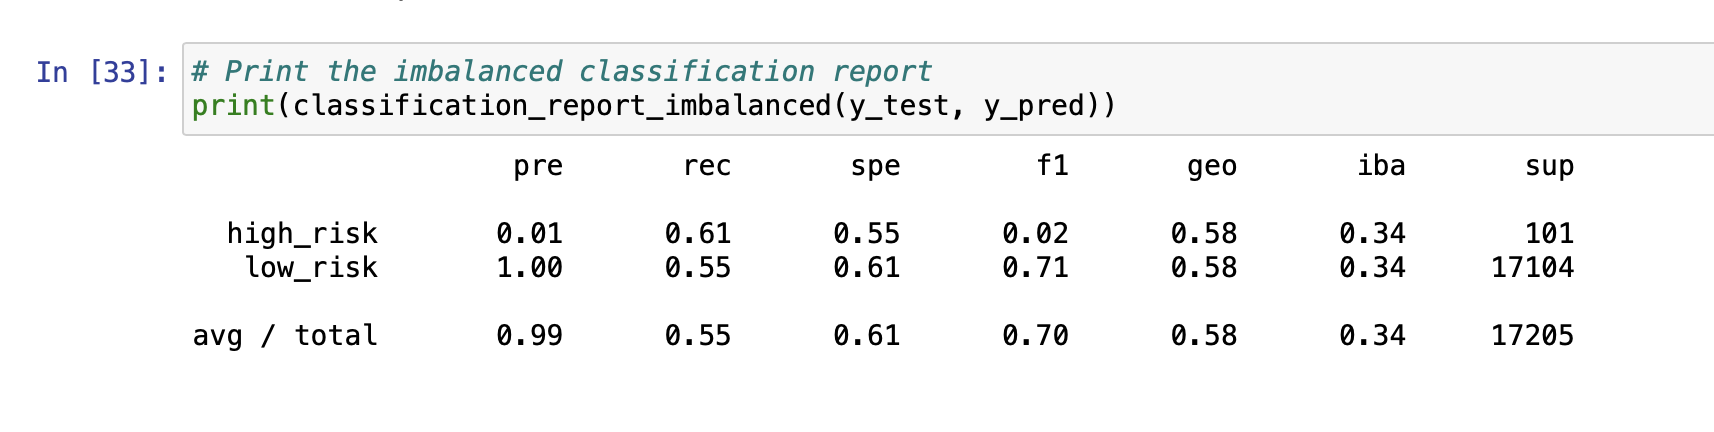 In [33]: # Print the imbalanced classification report
print(classification_report_imbalanced(y_test, y_pred))
pre rec spe f1 geo iba sup
high_risk 0.01 0.61 0.55 0.02 0.58 0.34 101
low_risk 1.00 0.55 0.61 0.71 0.58 0.34 17104
avg / total 0.99 0.55 0.61 0.70 0.58 0.34 17205